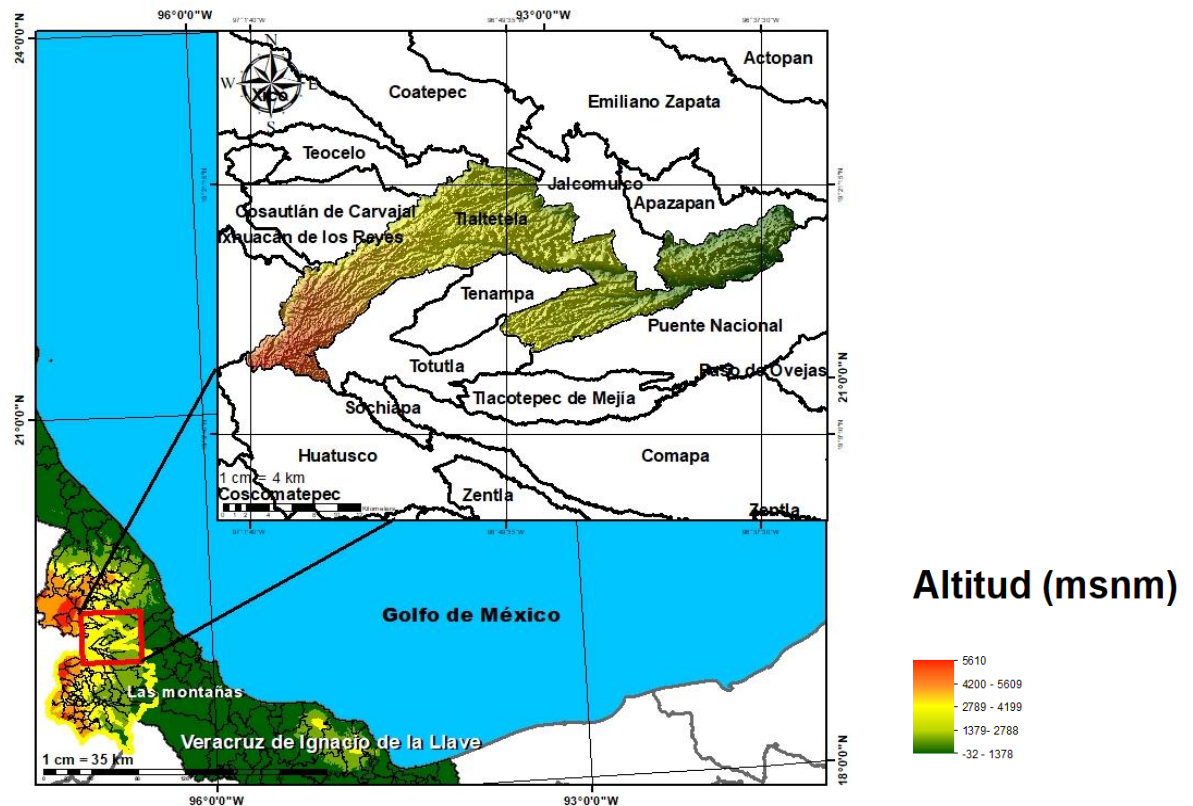 96°0'0"W
93°0'0"W
24°0'0"N
N
W
E
S
Xico
Actopan
Coatepec
Emiliano Zapata
Teocelo
Jalcomulco
Cosautlán de Carvajal
Apazapan
Tlaltetela
Ixhuacán de los Reyes
Tenampa
Puente Nacional
Totutla
Paso de Ovejas
Tlacotepec de Mejía
Sochiapa
21°0'0"N
21°0'0"N
Huatusco
Comapa
1 cm = 4 km
Coscomatepec
Zentla
Zentla
Golfo de México
Altitud (msnm)
5610
4200 - 5609
2789 - 4199
1379- 2788
-32 - 1378
Las montañas
Veracruz de Ignacio de la Llave
1 cm = 35 km
18°0'0"N
96°0'0"W
93°0'0"W